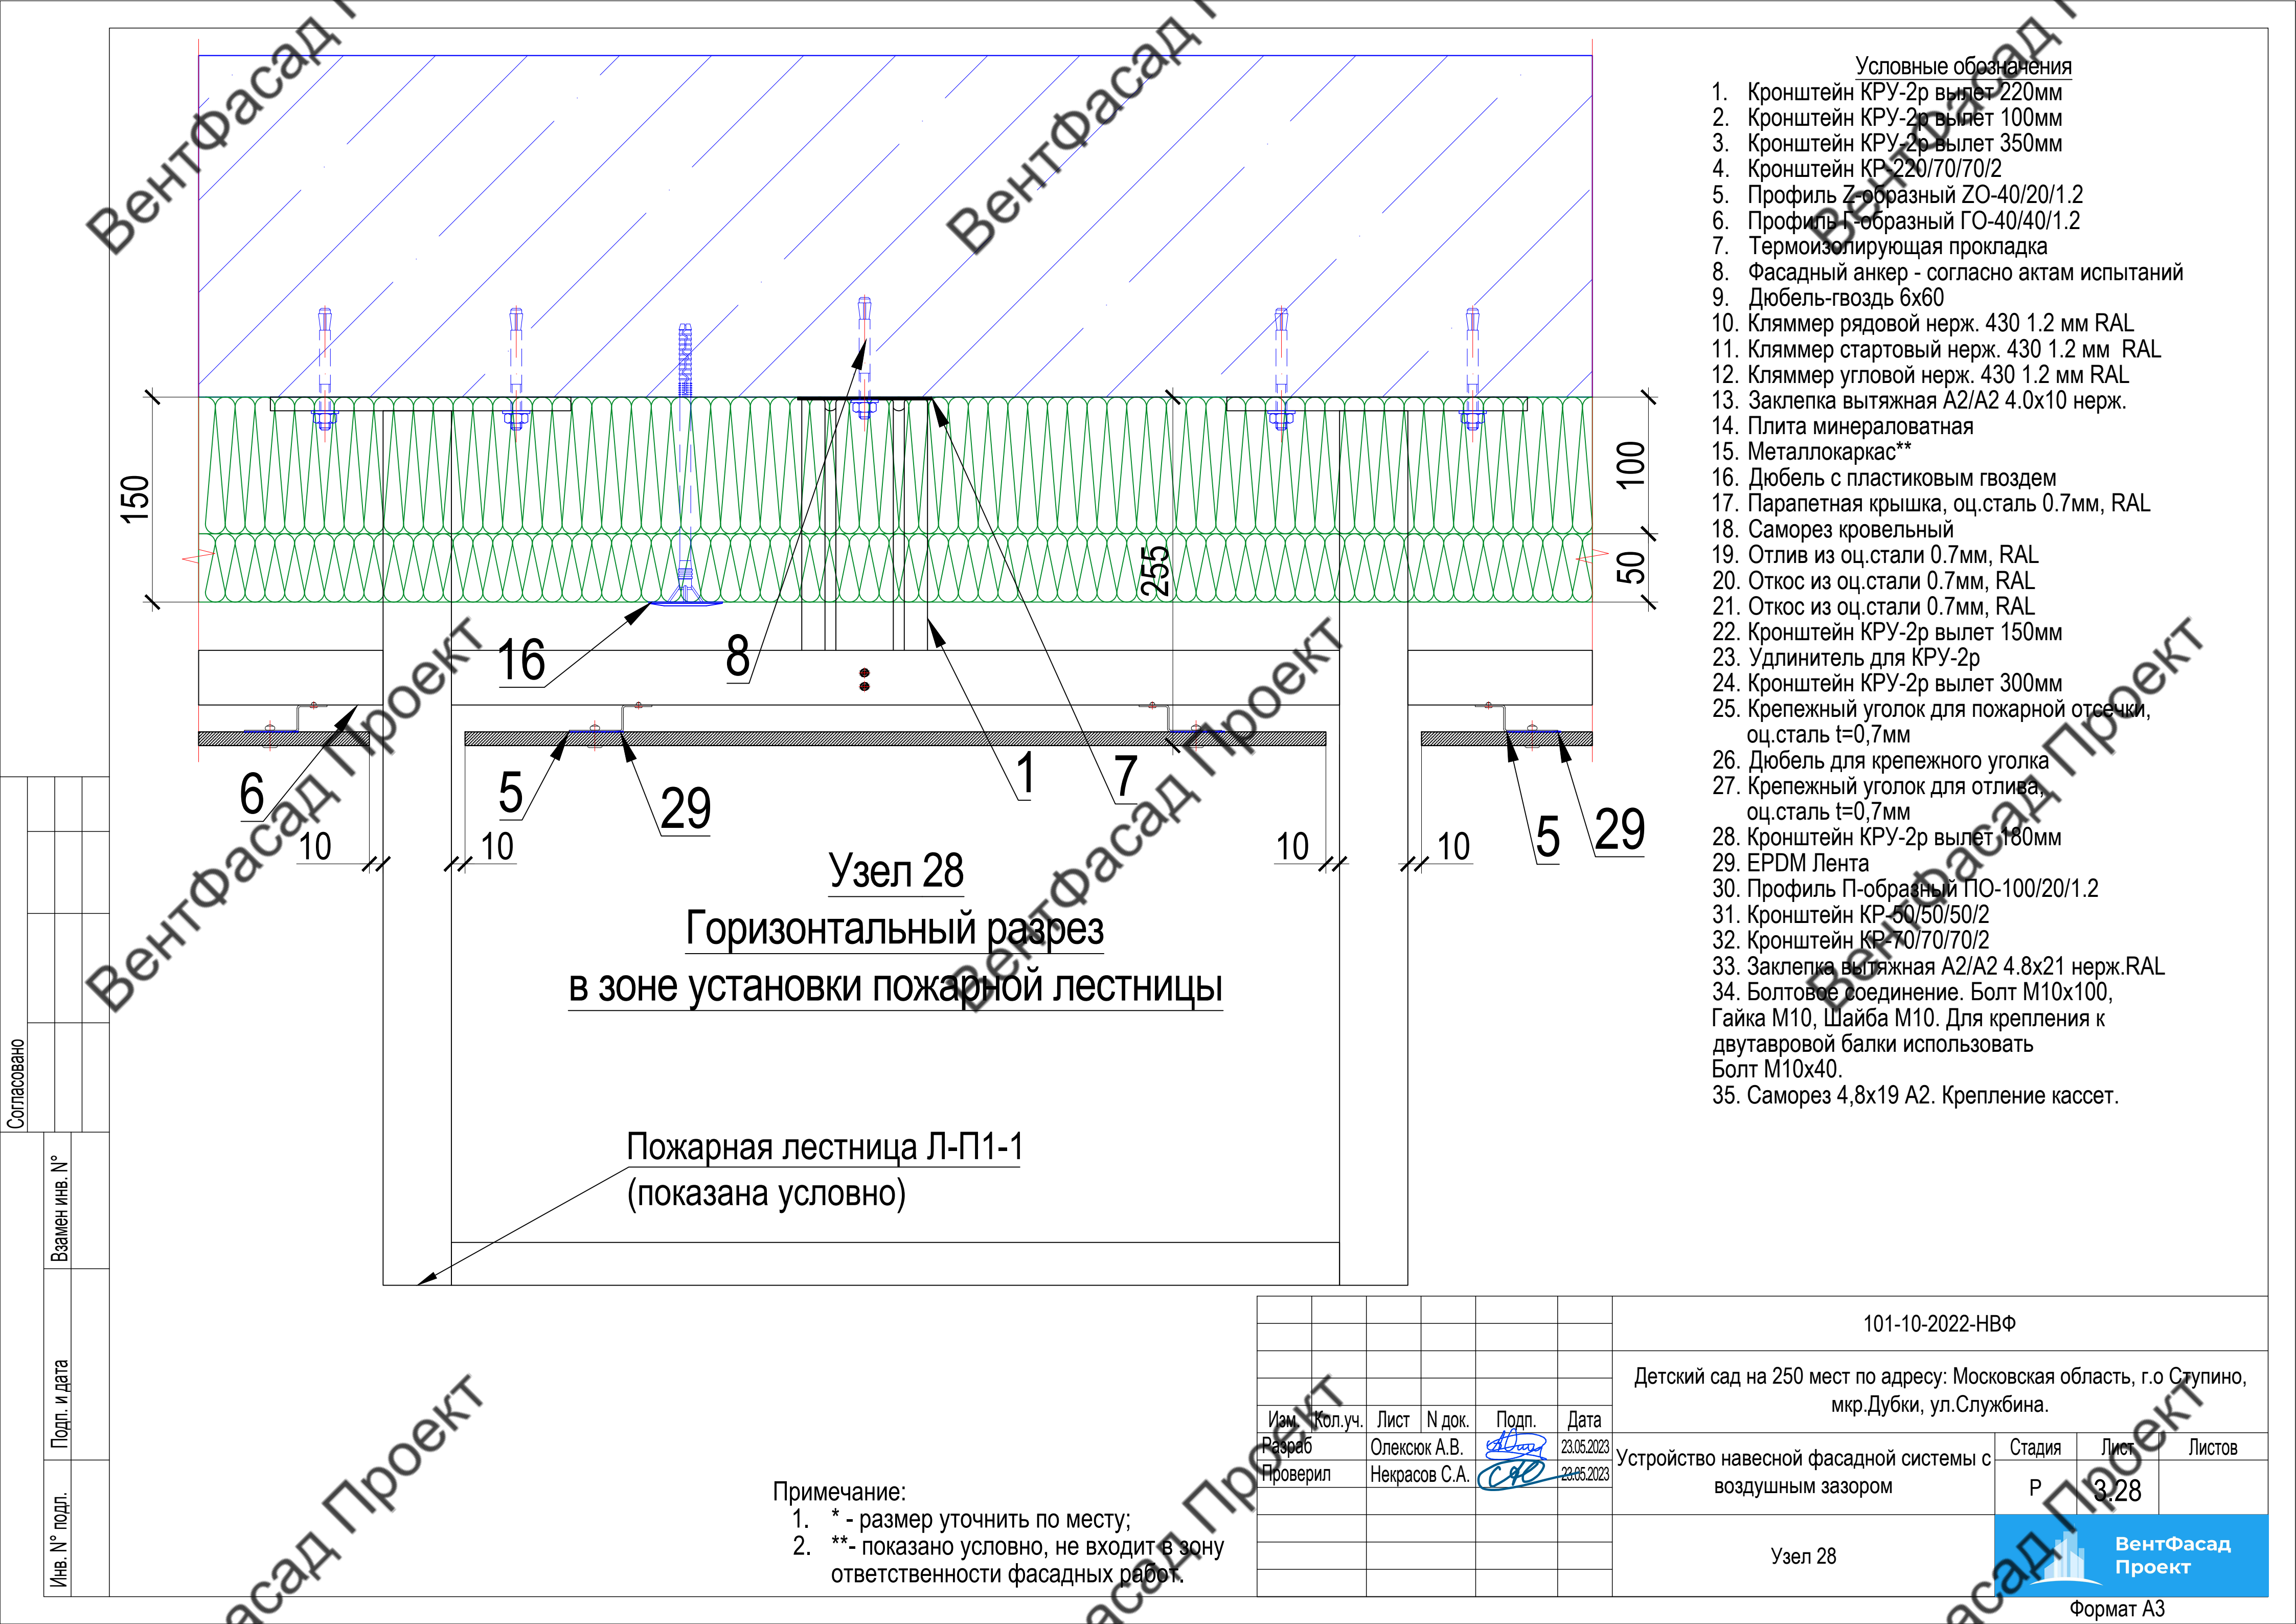 Условные обозначения
1. Кронштейн КРУ-2р вылет 220мм
2. Кронштейн КРУ-2р вылет 100мм
3. Кронштейн КРУ-2р вылет 350мм
4. Кронштейн КР-220/70/70/2
5. Профиль Z-образный ZO-40/20/1.2
6. Профиль Г-образный ГО-40/40/1.2
7. Термоизолирующая прокладка
8. Фасадный анкер - согласно актам испытаний
9. Дюбель-гвоздь 6х60
10. Кляммер рядовой нерж. 430 1.2 мм RAL
11. Кляммер стартовый нерж. 430 1.2 мм RAL
12. Кляммер угловой нерж. 430 1.2 мм RAL
13. Заклепка вытяжная А2/А2 4.0х10 нерж.
14. Плита минераловатная
15. Металлокаркас**
16. Дюбель с пластиковым гвоздем
17. Парапетная крышка, оц.сталь 0.7мм, RAL
18. Саморез кровельный
19. Отлив из оц.стали 0.7мм, RAL
20. Откос из оц.стали 0.7мм, RAL
21. Откос из оц.стали 0.7мм, RAL
22. Кронштейн КРУ-2р вылет 150мм
23. Удлинитель для КРУ-2р
24. Кронштейн КРУ-2р вылет 300мм
25. Крепежный уголок для пожарной отсечки,
оц.сталь t=0,7мм
26. Дюбель для крепежного уголка
27. Крепежный уголок для отлива,
оц.сталь t=0,7мм
28. Кронштейн КРУ-2р вылет 180мм
29. EPDM Лента
30. Профиль П-образный ПО-100/20/1.2
31. Кронштейн КР-50/50/50/2
32. Кронштейн КР-70/70/70/2
33. Заклепка вытяжная А2/А2 4.8х21 нерж.RAL
34. Болтовое соединение. Болт М10х100,
Гайка М10, Шайба М10. Для крепления к
двутавровой балки использовать
Болт М10х40.
35. Саморез 4,8х19 А2. Крепление кассет.
150
100
50
255
16
8
6
5
29
1
7
5
29
10
10
10
10
Узел 28
Горизонтальный разрез
в зоне установки пожарной лестницы
Пожарная лестница Л-П1-1
(показана условно)
Примечание:
1. * - размер уточнить по месту;
2. **- показано условно, не входит в зону
ответственности фасадных работ.
Согласовано
Взамен инв. N°
Подп. и дата
Инв. N° подл.
101-10-2022-НВФ
Детский сад на 250 мест по адресу: Московская область, г.о Ступино,
мкр.Дубки, ул.Службина.
Изм. Кол.уч. Лист N док. Подп. Дата
Разраб Олексюк А.В. 23.05.2023
Проверил Некрасов С.А. 23.05.2023
Устройство навесной фасадной системы с
воздушным зазором
Стадия Лист Листов
Р 3.28
Узел 28
ВентФасад
Проект
Формат А3
ВентФасад Проект
ВентФасад Проект
ВентФасад Проект
ВентФасад Проект
ВентФасад Проект
ВентФасад Проект
ВентФасад Проект
ВентФасад Проект
ВентФасад Проект